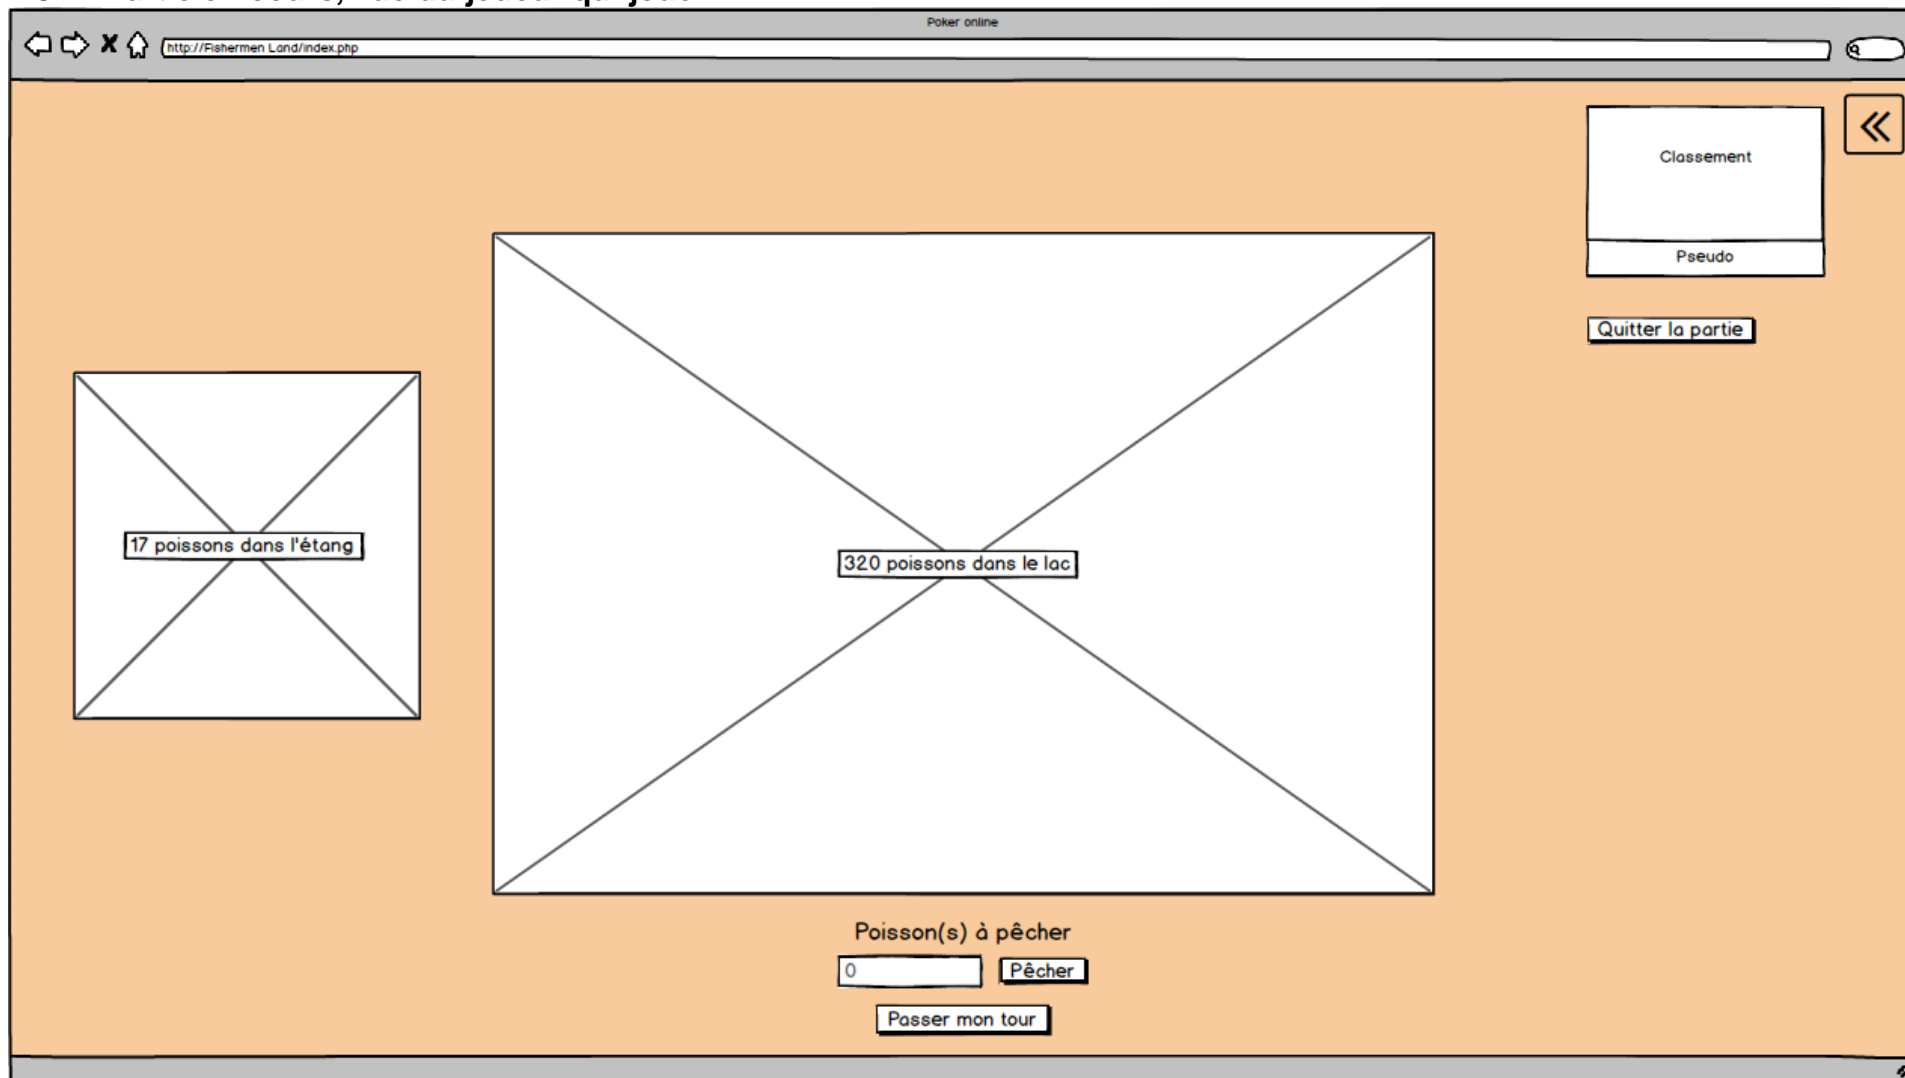 Poker online
http://Fishermen Land/index.php
Classement
Pseudo
Quitter la partie
17 poissons dans l'étang
320 poissons dans le lac
Poisson(s) à pêcher
0
Pêcher
Passer mon tour